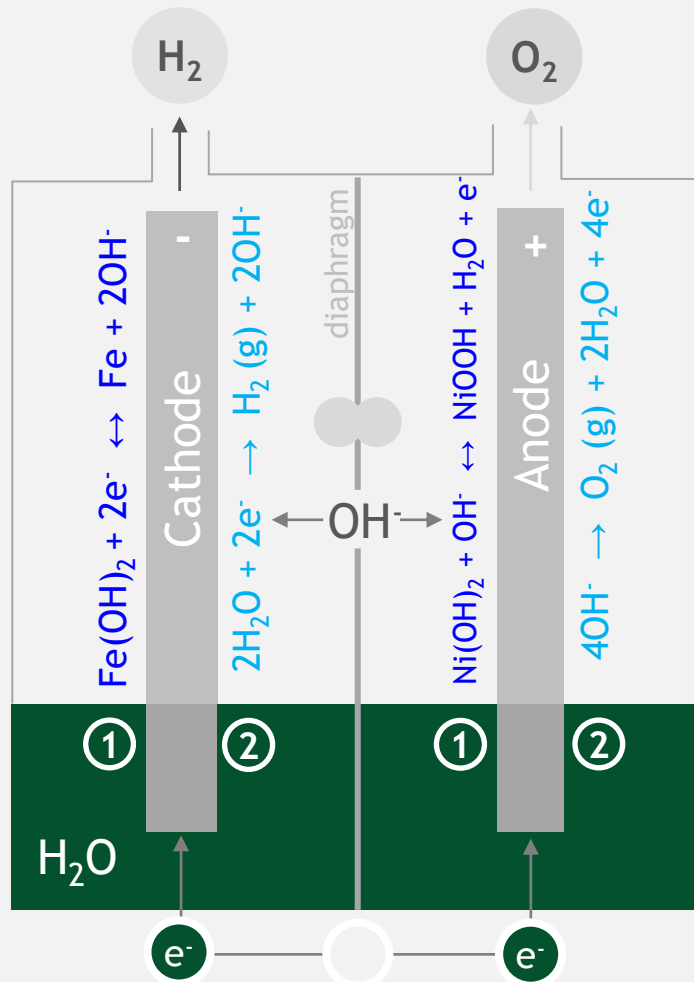 H₂
O₂
Fe(OH)₂ + 2e⁻ ↔ Fe + 2OH⁻
-
Cathode
2H₂O + 2e⁻ → H₂ (g) + 2OH⁻
diaphragm
OH⁻
Ni(OH)₂ + OH⁻ ↔ NiOOH + H₂O + e⁻
+
Anode
4OH⁻ → O₂ (g) + 2H₂O + 4e⁻
1
2
1
2
H₂O
e⁻
e⁻